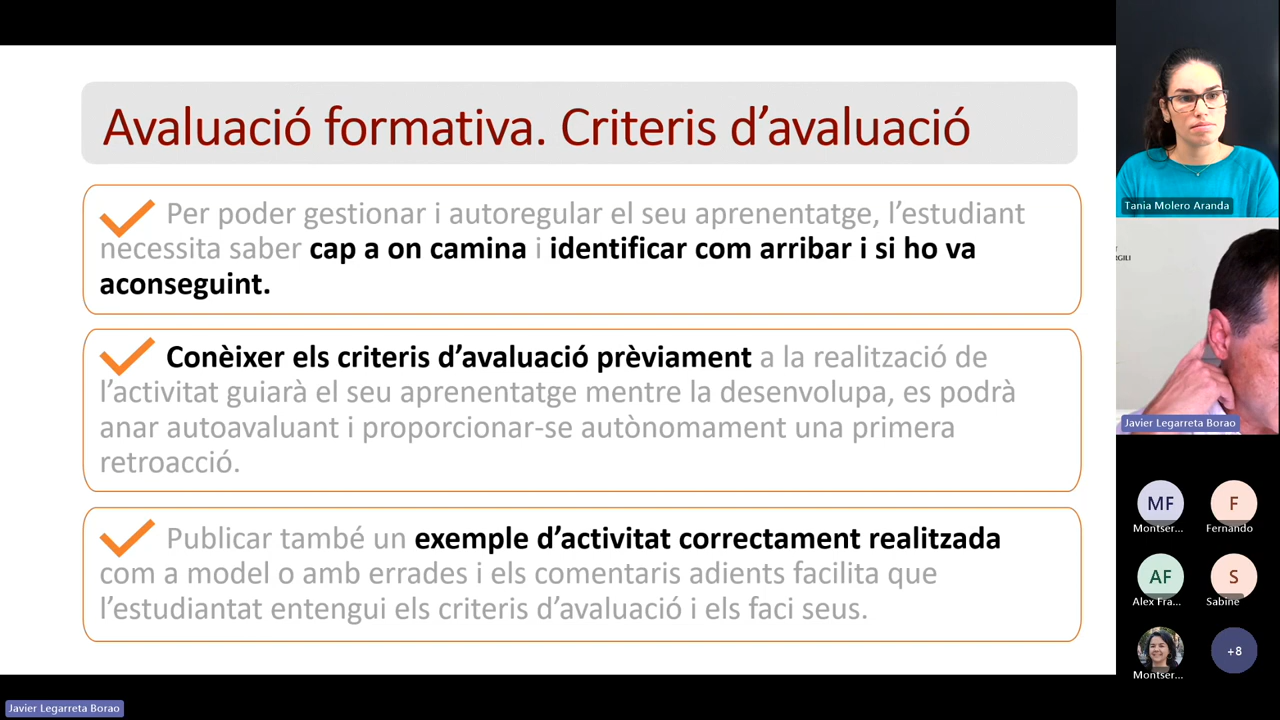 Avaluació formativa. Criteris d’avaluació
Per poder gestionar i autoregular el seu aprenentatge, l’estudiant
necessita saber cap a on camina i identificar com arribar i si ho va
aconseguint.
Conèixer els criteris d’avaluació prèviament a la realització de
l’activitat guiarà el seu aprenentatge mentre la desenvolupa, es podrà
anar autoavaluant i proporcionar-se autònomament una primera
retroacció.
Publicar també un exemple d’activitat correctament realitzada
com a model o amb errades i els comentaris adients facilita que
l’estudiantat entengui els criteris d’avaluació i els faci seus.
Tania Molero Aranda
Javier Legarreta Borao
MF
F
Montser...
Fernando
AF
S
Alex Fra...
Sabine
+8
Montser...
Javier Legarreta Borao